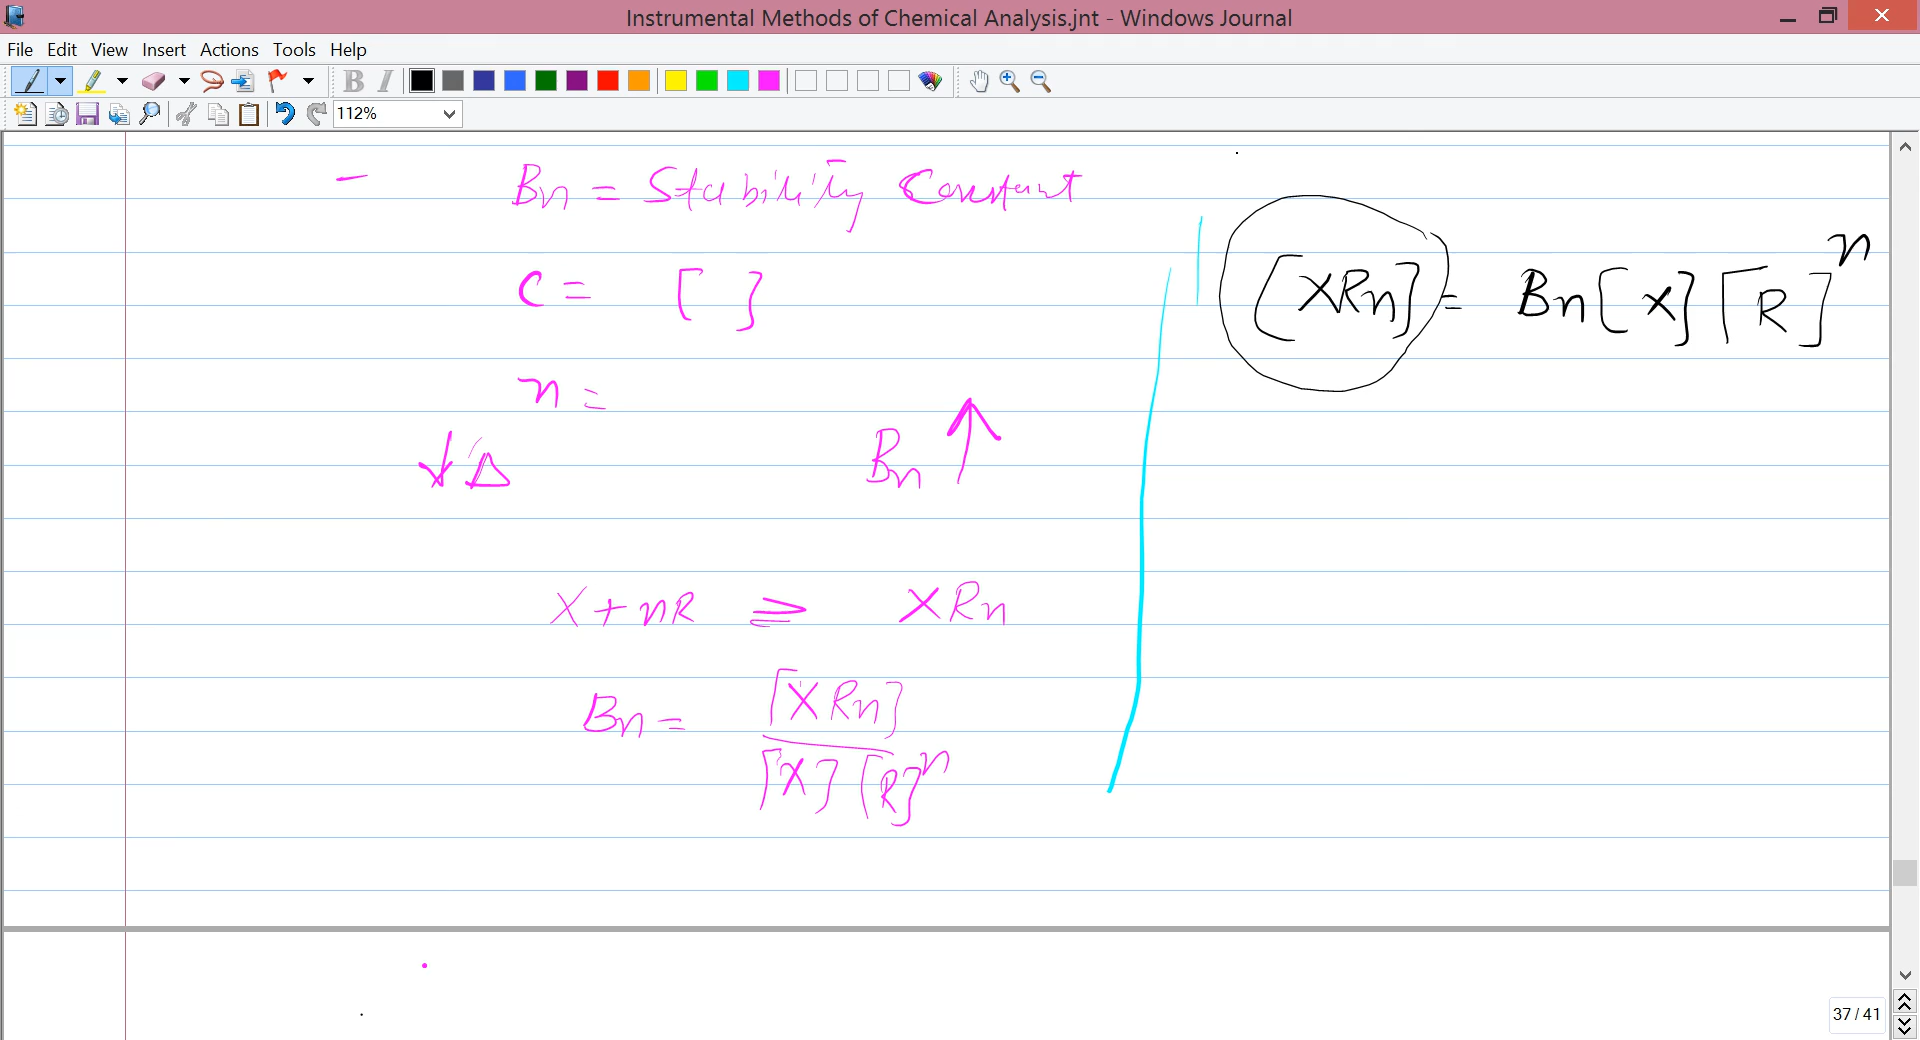 Instrumental Methods of Chemical Analysis.jnt - Windows Journal
File Edit View Insert Actions Tools Help
B I
112%
Bn = Stability Constant
C = [ ]
n =
Bn ↑
X + nR ⇌ XRn
Bn = [XRn] / [X] [R]^n
[XRn] = Bn [X] [R]^n
37 / 41